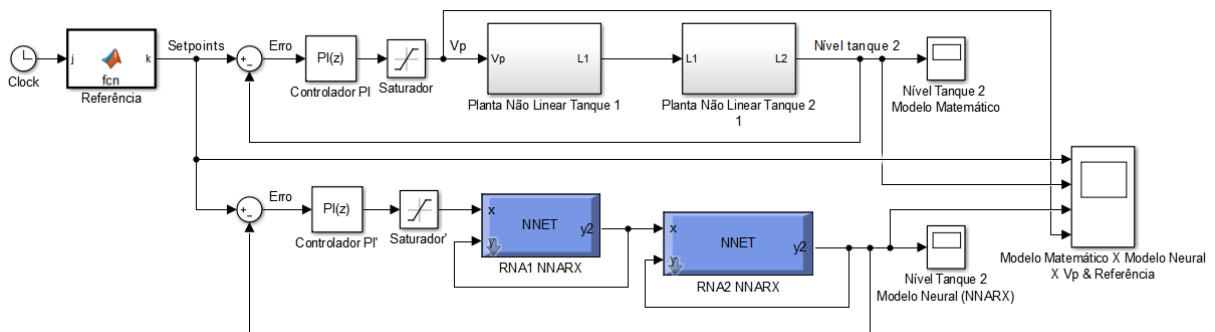 Clock
j
fcn
k
Referência
Setpoints
+
-
Erro
PI(z)
Controlador PI
Saturador
Vp
Vp
L1
Planta Não Linear Tanque 1
L1
L2
Planta Não Linear Tanque 2
1
Nível tanque 2
Nível Tanque 2
Modelo Matemático
+
-
Erro
PI(z)
Controlador PI'
Saturador'
x
y
NNET
y2
RNA1 NNARX
x
y
NNET
y2
RNA2 NNARX
Nível Tanque 2
Modelo Neural (NNARX)
Modelo Matemático X Modelo Neural
X Vp & Referência